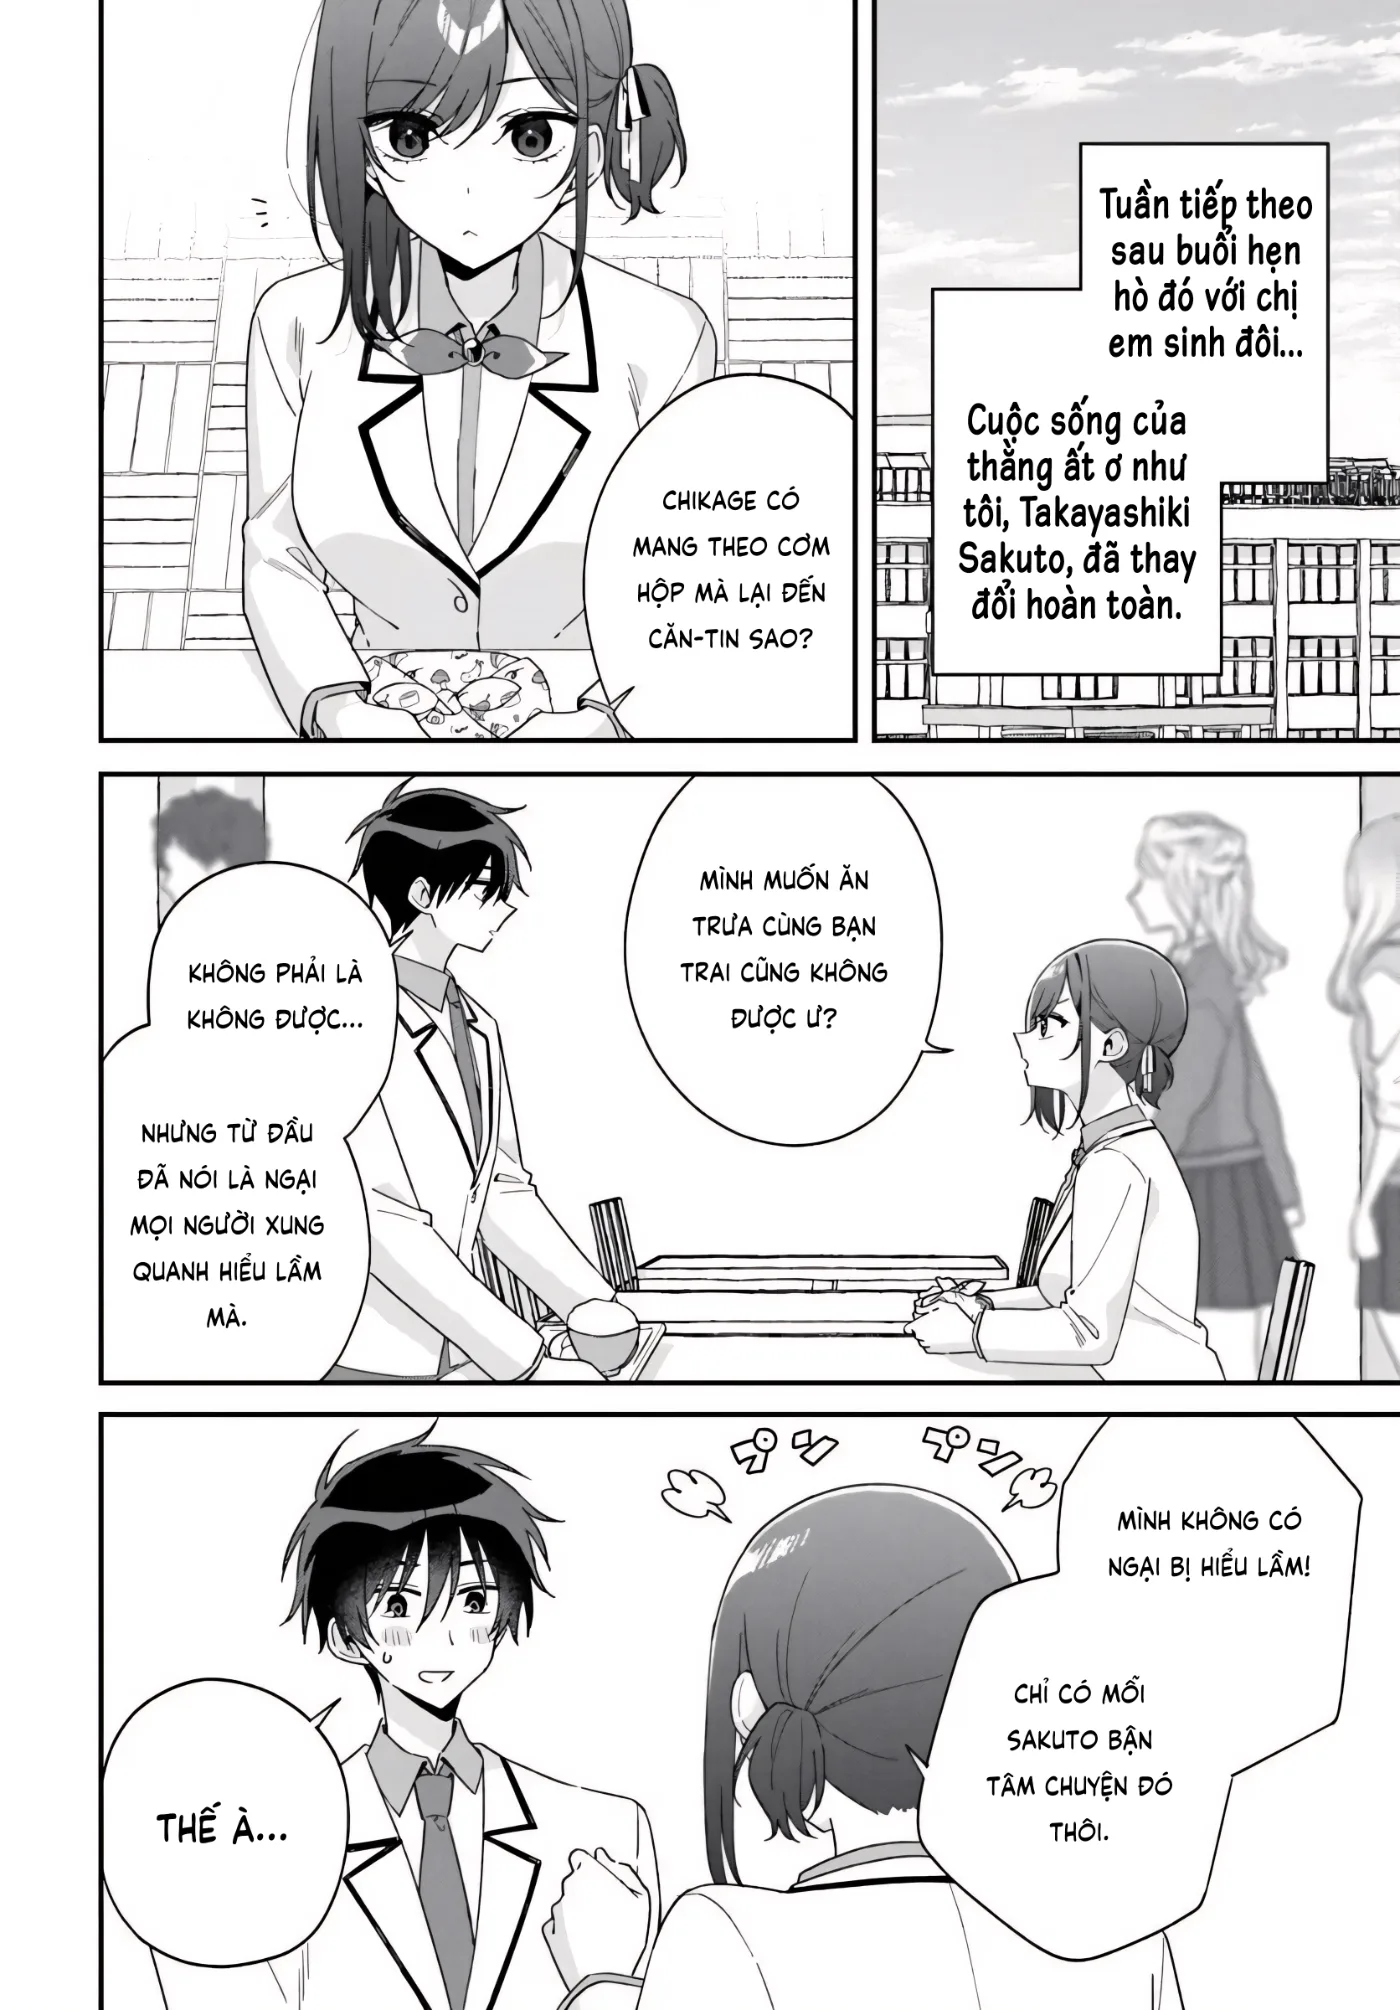 Tuần tiếp theo
sau buổi hẹn
hò đó với chị
em sinh đôi...
Cuộc sống của
thằng ất ơ như
tôi, Takayashiki
Sakuto, đã thay
đổi hoàn toàn.
CHIKAGE CÓ
MANG THEO CƠM
HỘP MÀ LẠI ĐẾN
CĂN-TIN SAO?
MÌNH MUỐN ĂN
TRƯA CÙNG BẠN
TRAI CŨNG KHÔNG
ĐƯỢC Ư?
KHÔNG PHẢI LÀ
KHÔNG ĐƯỢC...
NHƯNG TỪ ĐẦU
ĐÃ NÓI LÀ NGẠI
MỌI NGƯỜI XUNG
QUANH HIỂU LẦM
MÀ.
プン
プン
MÌNH KHÔNG CÓ
NGẠI BỊ HIỂU LẦM!
CHỈ CÓ MỖI
SAKUTO BẬN
TÂM CHUYỆN ĐÓ
THÔI.
THẾ À...